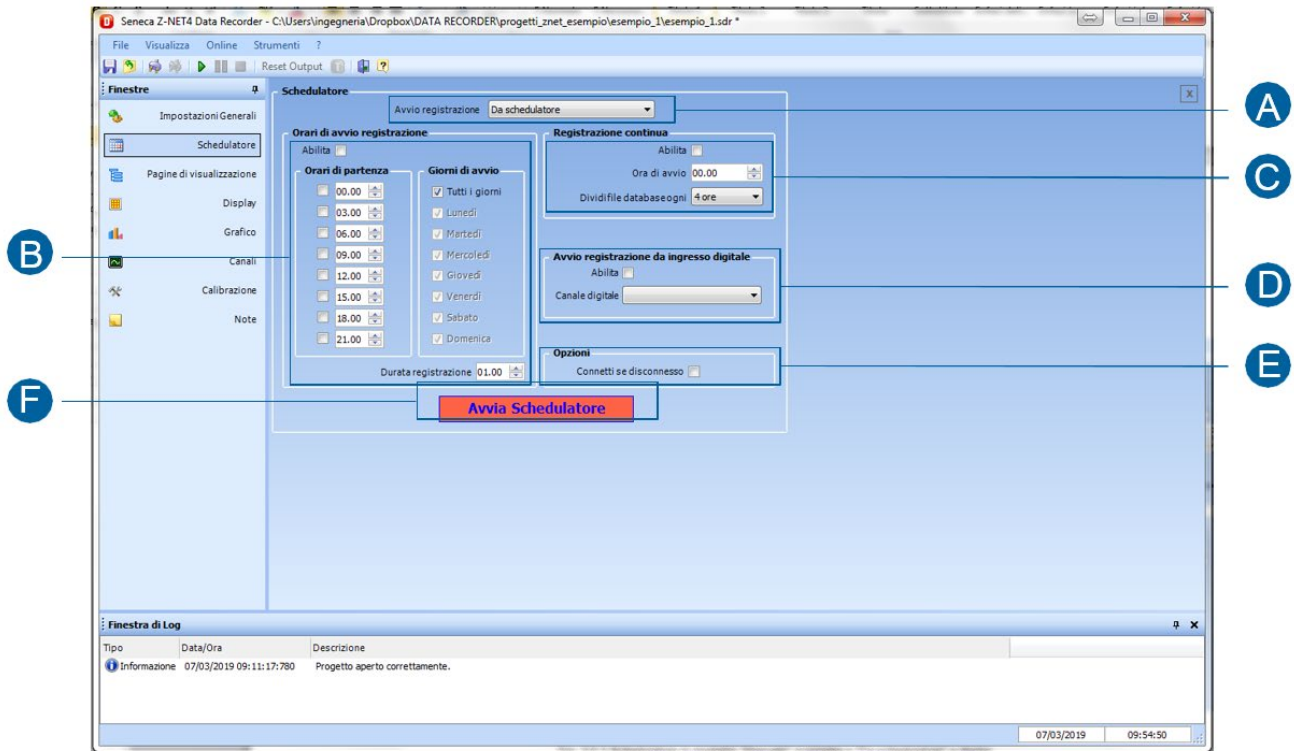 Seneca Z-NET4 Data Recorder - C:\Users\ingegneria\Dropbox\DATA RECORDER\progetti_znet_esempio\esempio_1\esempio_1.sdr *
File Visualizza Online Strumenti ?
Reset Output
Finestre
Impostazioni Generali
Schedulatore
Pagine di visualizzazione
Display
Grafico
Canali
Calibrazione
Note
Schedulatore
Avvio registrazione Da schedulatore
Orari di avvio registrazione
Abilita
Orari di partenza
00.00
03.00
06.00
09.00
12.00
15.00
18.00
21.00
Giorni di avvio
Tutti i giorni
Lunedì
Martedì
Mercoledì
Giovedì
Venerdì
Sabato
Domenica
Durata registrazione 01.00
Registrazione continua
Abilita
Ora di avvio 00.00
Dividi file database ogni 4 ore
Avvio registrazione da ingresso digitale
Abilita
Canale digitale
Opzioni
Connetti se disconnesso
Avvia Schedulatore
A
B
C
D
E
F
Finestra di Log
Tipo Data/Ora Descrizione
Informazione 07/03/2019 09:11:17:780 Progetto aperto correttamente.
07/03/2019 09:54:50